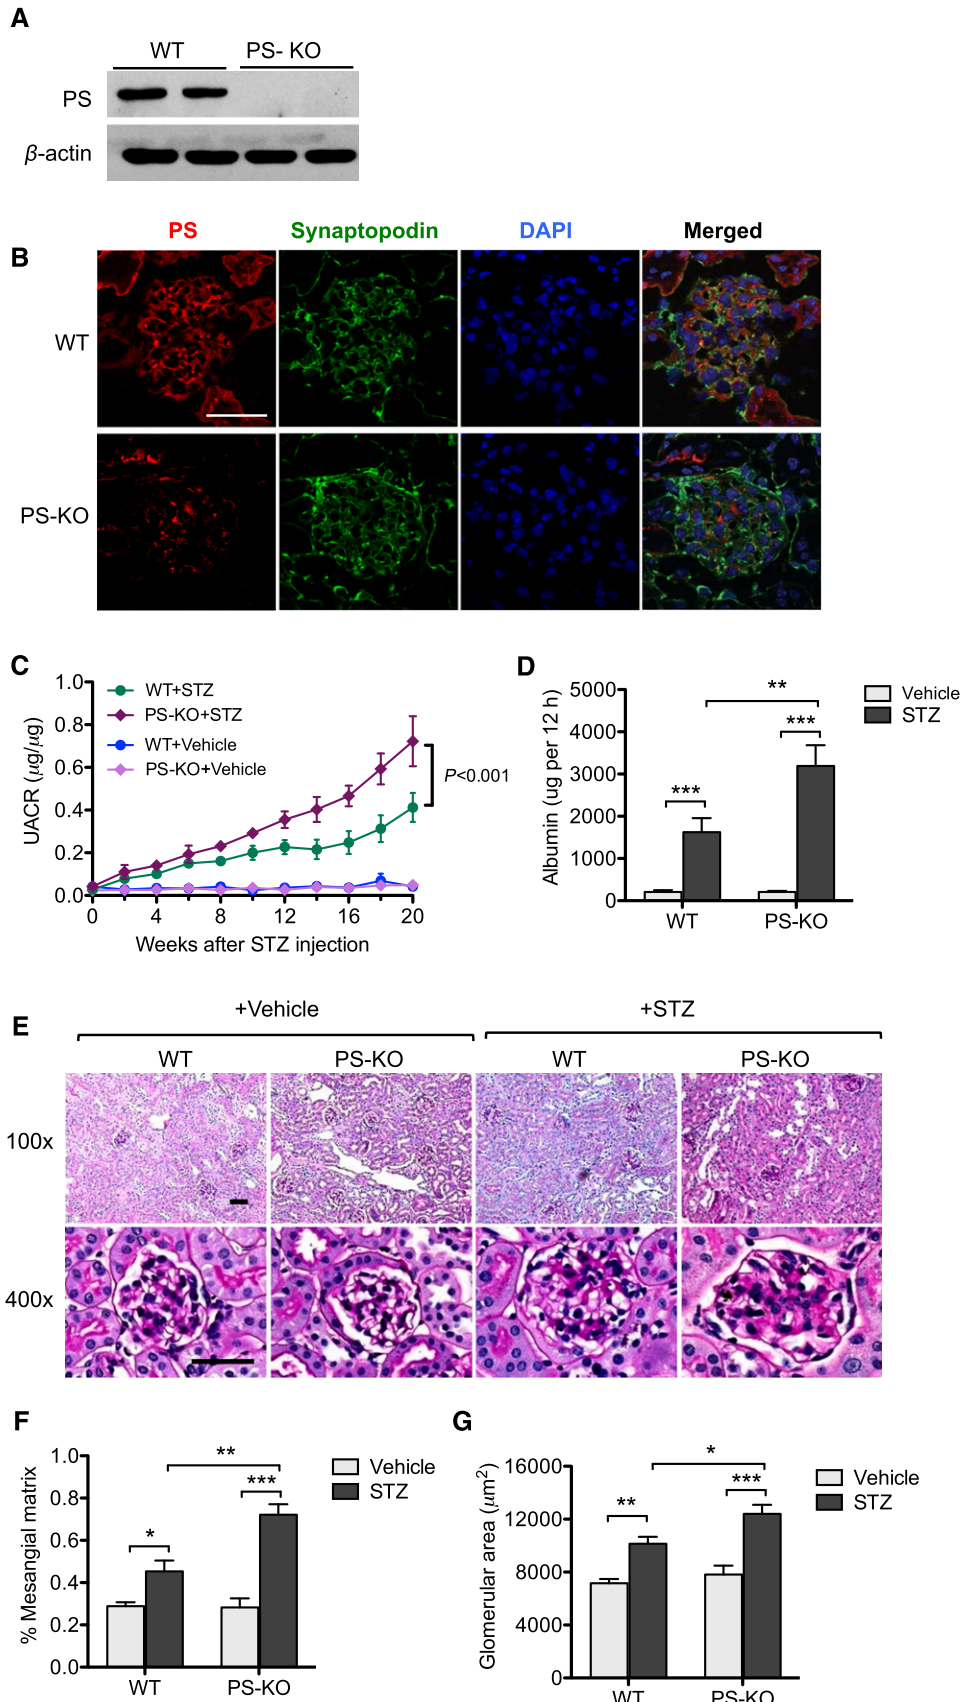 A
WT PS- KO
PS
β-actin
PS Synaptopodin DAPI Merged
B
WT
PS-KO
C
1.0
0.8
0.6
0.4
0.2
0.0
UACR (μg/μg)
WT+STZ
PS-KO+STZ
WT+Vehicle
PS-KO+Vehicle
P<0.001
0 4 8 12 16 20
Weeks after STZ injection
D
5000
4000
3000
2000
1000
0
Albumin (ug per 12 h)
**
***
***
Vehicle
STZ
WT PS-KO
E
+Vehicle +STZ
WT PS-KO WT PS-KO
100x
400x
F
1.0
0.8
0.6
0.4
0.2
0.0
% Mesangial matrix
**
***
*
Vehicle
STZ
WT PS-KO
G
16000
12000
8000
4000
0
Glomerular area (μm²)
*
***
**
Vehicle
STZ
WT PS-KO